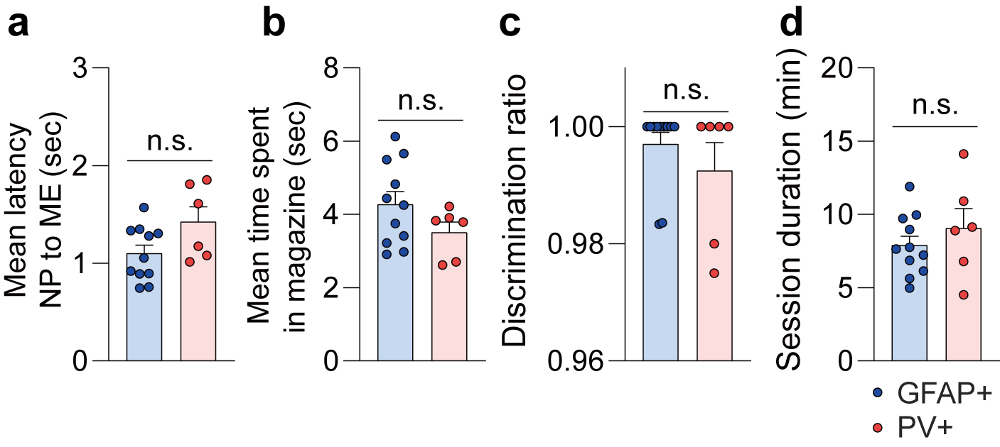 a
Mean latency
NP to ME (sec)
3
2
1
0
n.s.
b
Mean time spent
in magazine (sec)
8
6
4
2
0
n.s.
c
Discrimination ratio
1.00
0.98
0.96
n.s.
d
Session duration (min)
20
15
10
5
0
n.s.
GFAP+
PV+